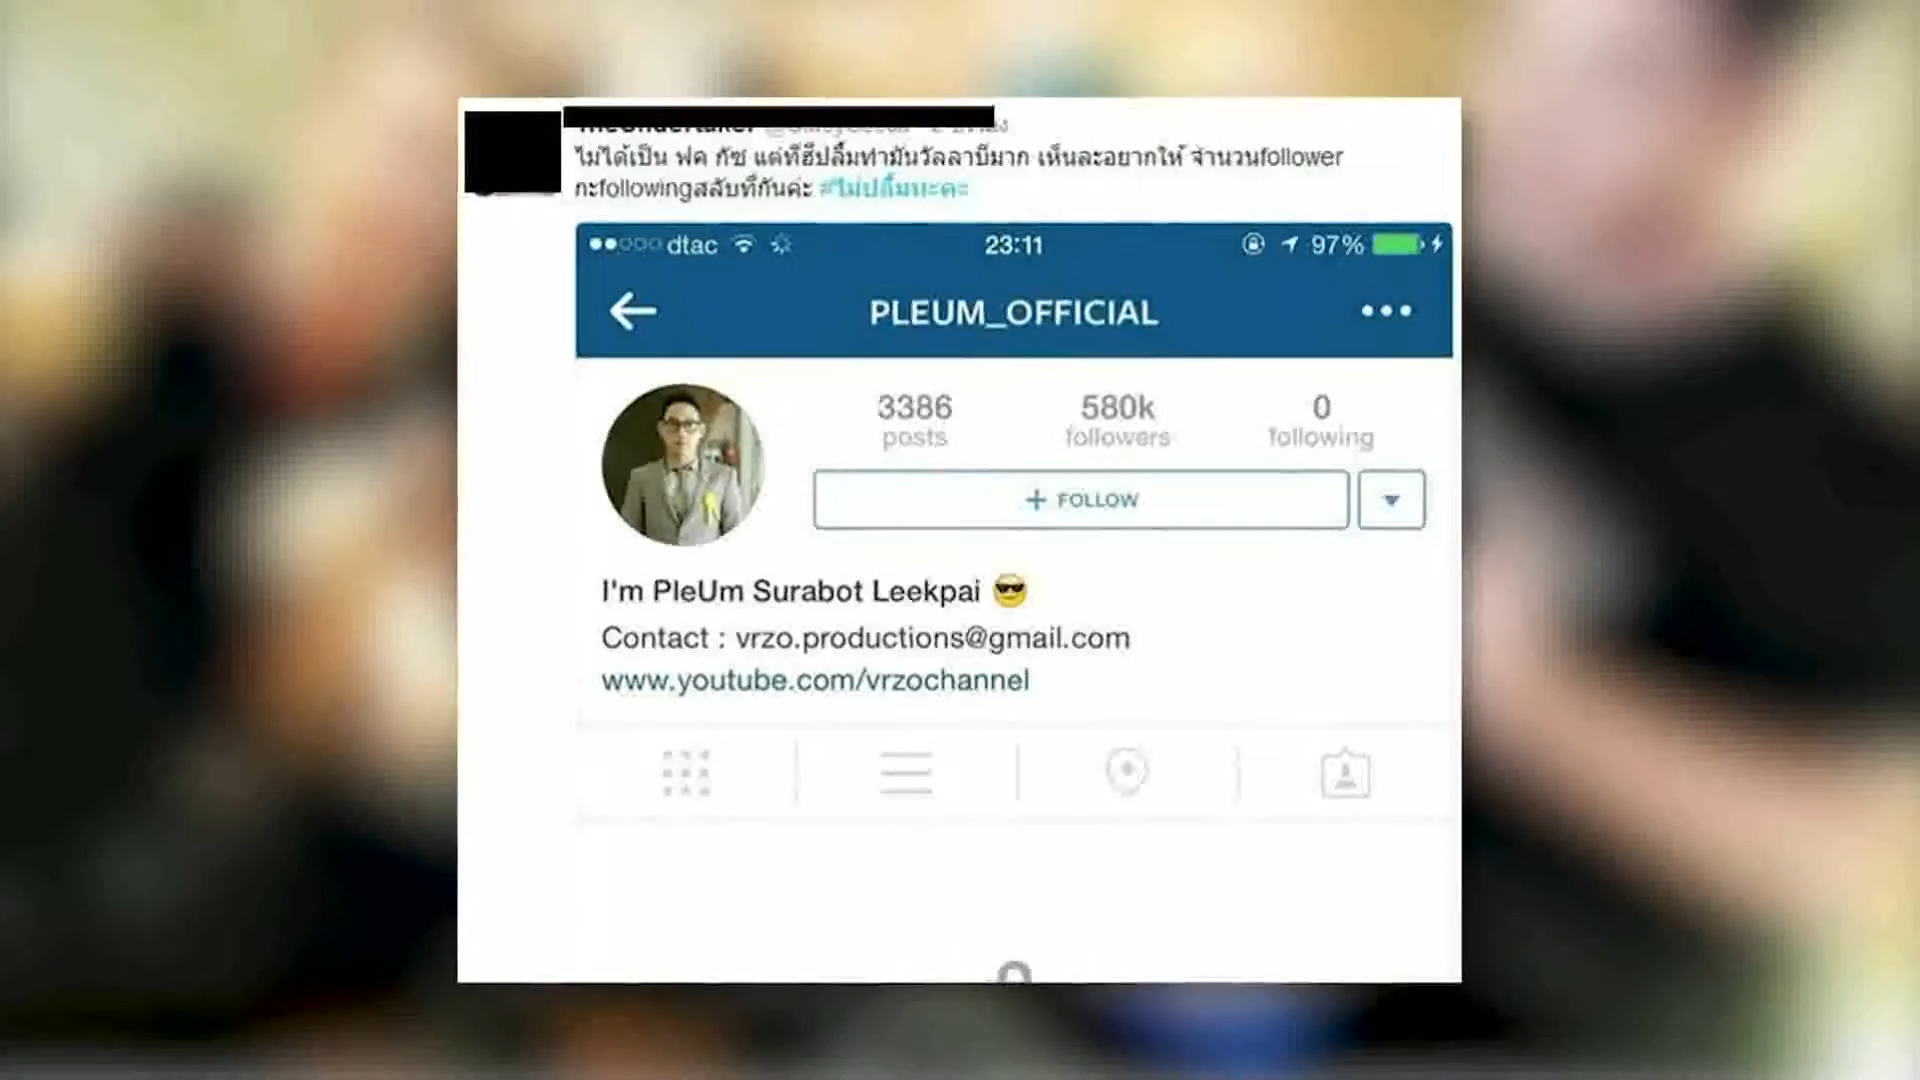 ไม่ได้เป็น ฟค กัซ แต่ที่ฮีปลื้มทำมันวัลลาบีมาก เห็นละอยากให้ จำนวนfollower
กะfollowingสลับที่กันค่ะ #ไม่ปลื้มนะคะ
dtac 23:11 97%
PLEUM_OFFICIAL
3386 580k 0
posts followers following
+ FOLLOW
I'm PleUm Surabot Leekpai 😎
Contact : vrzo.productions@gmail.com
www.youtube.com/vrzochannel